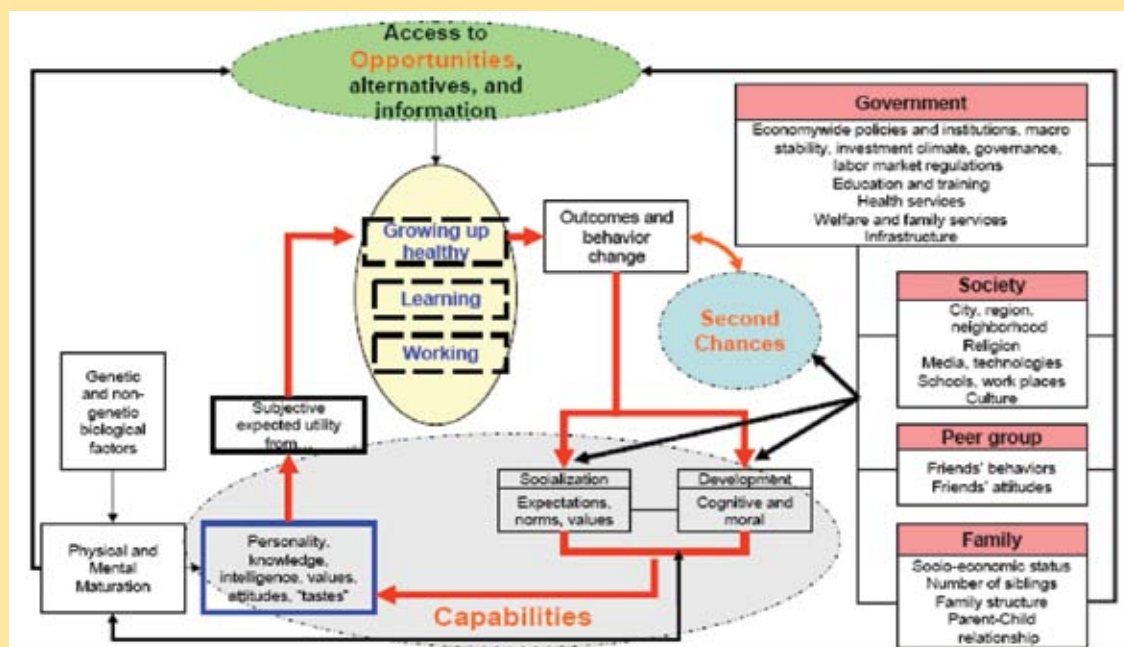 Access to
Opportunities,
alternatives, and
information
Government
Economywide policies and institutions, macro
stability, investment climate, governance,
labor market regulations
Education and training
Health services
Welfare and family services
Infrastructure
Growing up
healthy
Learning
Working
Outcomes and
behavior
change
Second
Chances
Society
City, region,
neighborhood
Religion
Media, technologies
Schools, work places
Culture
Genetic
and non-
genetic
biological
factors
Subjective
expected utility
from...
Peer group
Friends' behaviors
Friends' attitudes
Socialization
Expectations,
norms, values
Development
Cognitive and
moral
Physical and
Mental
Maturation
Personality,
knowledge,
intelligence, values,
attitudes, "tastes"
Capabilities
Family
Socio-economic status
Number of siblings
Family structure
Parent-Child
relationship